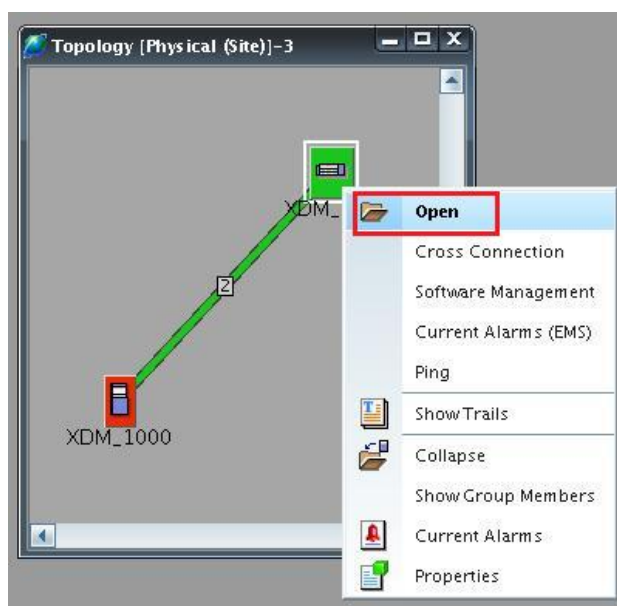 Topology [Physical (Site)]-3
XDM_
2
XDM_1000
Open
Cross Connection
Software Management
Current Alarms (EMS)
Ping
Show Trails
Collapse
Show Group Members
Current Alarms
Properties